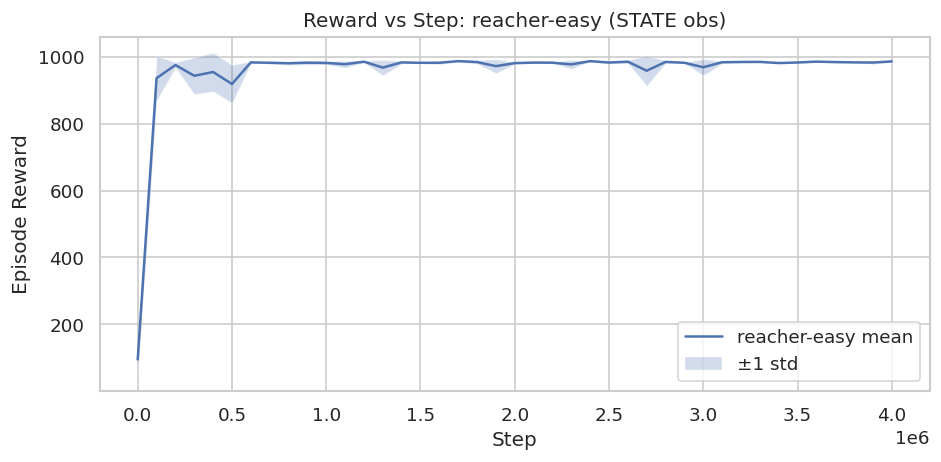 Reward vs Step: reacher-easy (STATE obs)
Episode Reward
1000
800
600
400
200
reacher-easy mean
±1 std
0.0 0.5 1.0 1.5 2.0 2.5 3.0 3.5 4.0
1e6
Step